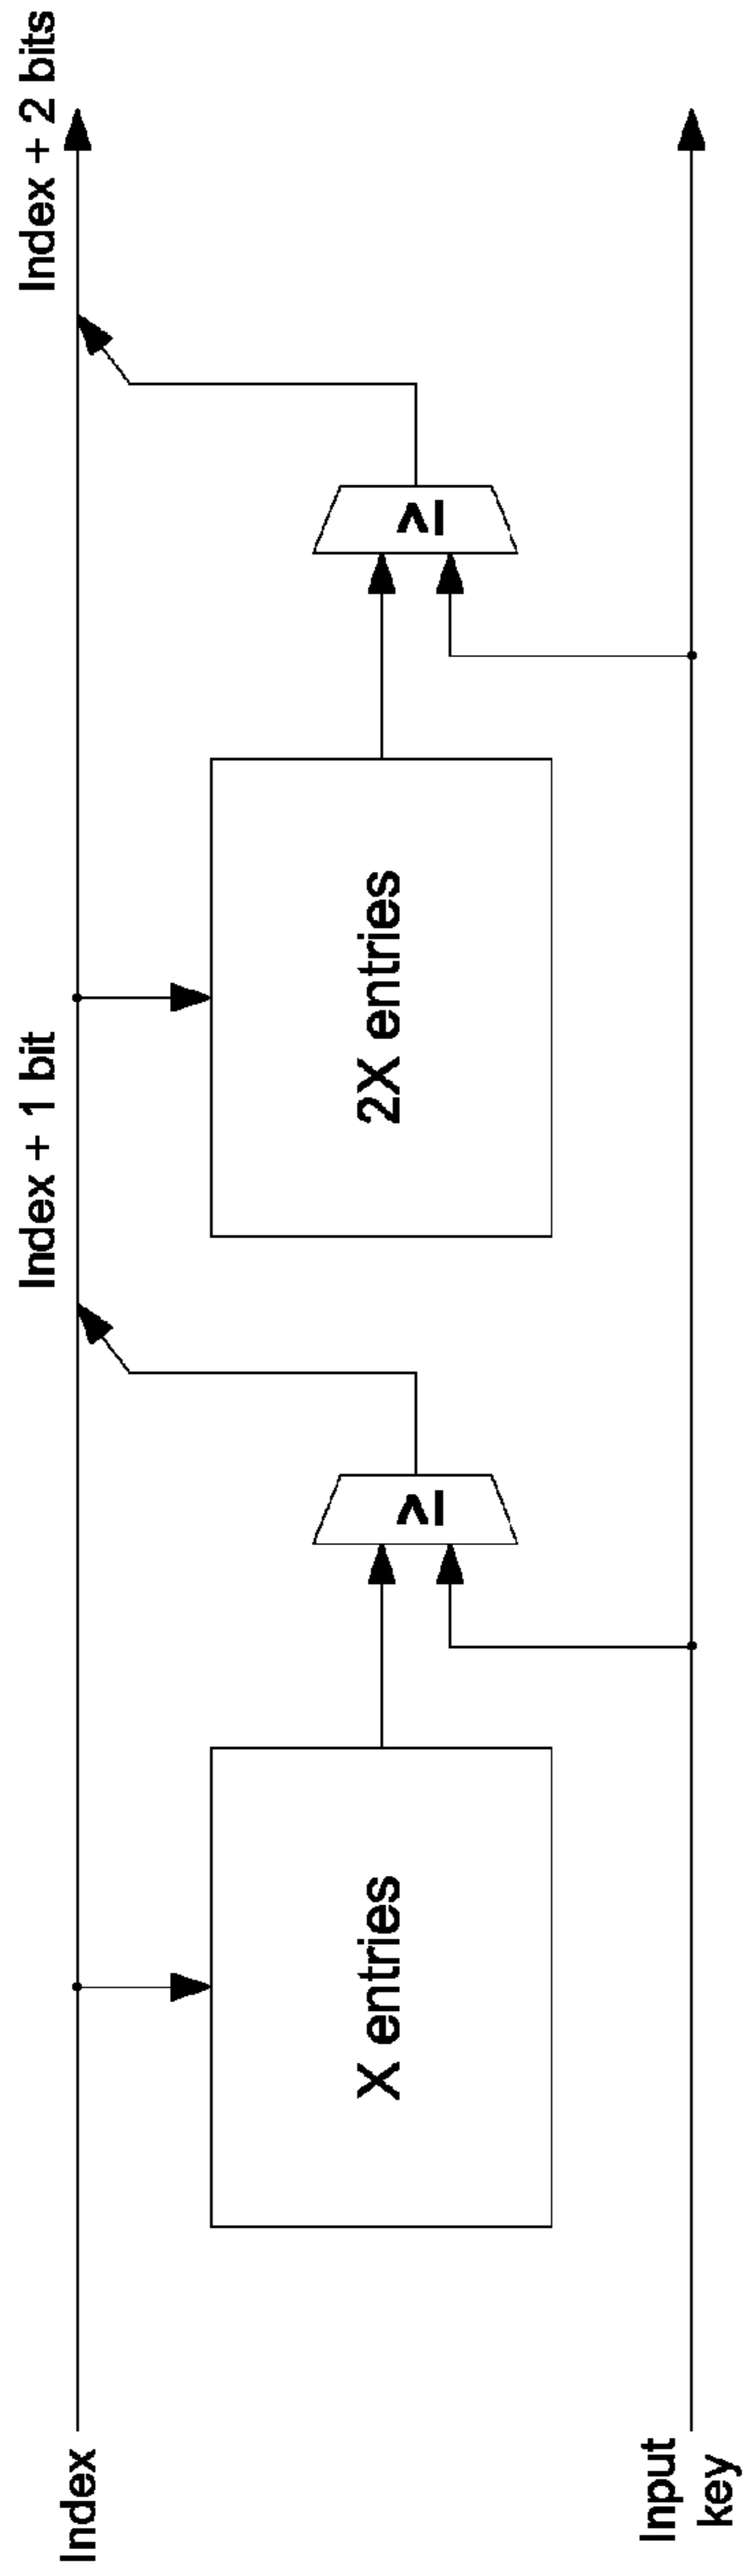 Index
Index + 1 bit
Index + 2 bits
X entries
≥
2X entries
≥
Input
key